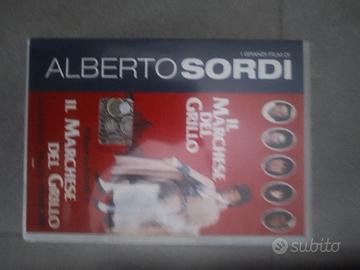 I GRANDI FILM DI
ALBERTO SORDI
IL
MARCHESE
DEL
GRILLO
IL MARCHESE
DEL GRILLO
subito